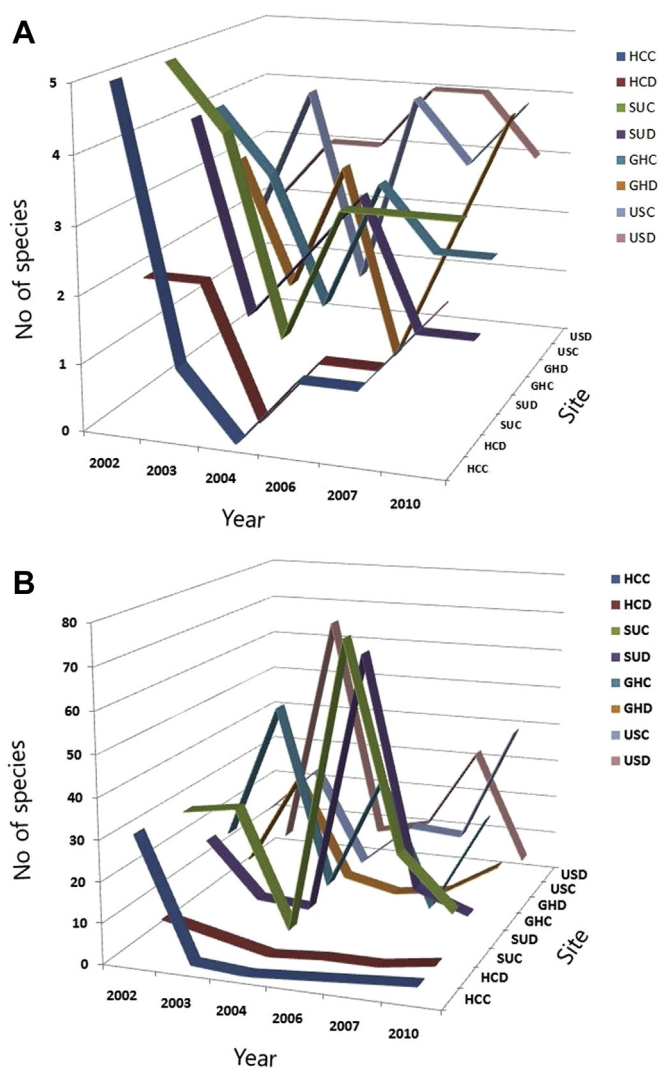 A
5
4
3
2
1
0
No of species
2002
2003
2004
2006
2007
2010
Year
HCC
HCD
SUC
SUD
GHC
GHD
USC
USD
Site
HCC
HCD
SUC
SUD
GHC
GHD
USC
USD
B
80
70
60
50
40
30
20
10
0
No of species
2002
2003
2004
2006
2007
2010
Year
HCC
HCD
SUC
SUD
GHC
GHD
USC
USD
Site
HCC
HCD
SUC
SUD
GHC
GHD
USC
USD